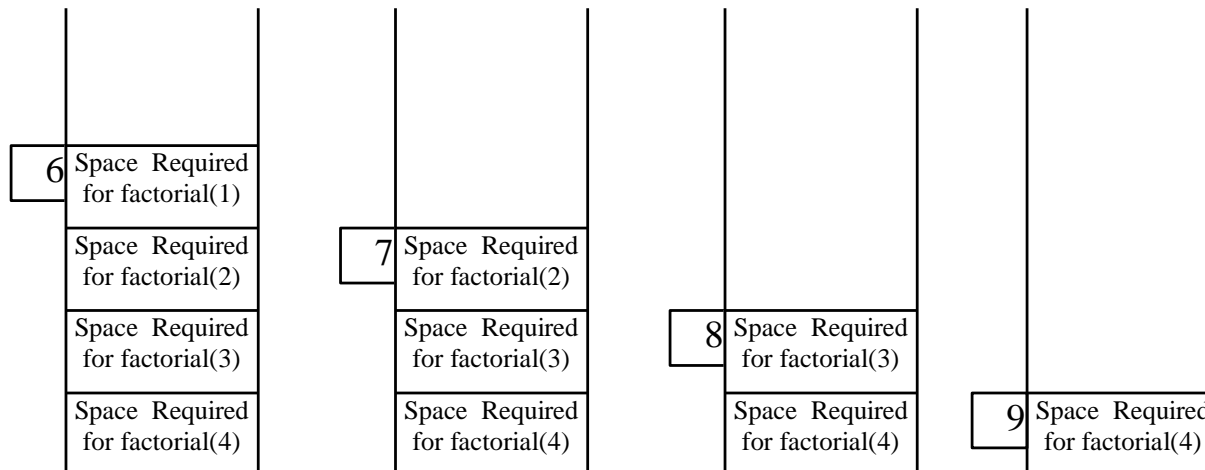 6
Space Required
for factorial(1)
Space Required
for factorial(2)
Space Required
for factorial(3)
Space Required
for factorial(4)
7
Space Required
for factorial(2)
Space Required
for factorial(3)
Space Required
for factorial(4)
8
Space Required
for factorial(3)
Space Required
for factorial(4)
9
Space Required
for factorial(4)